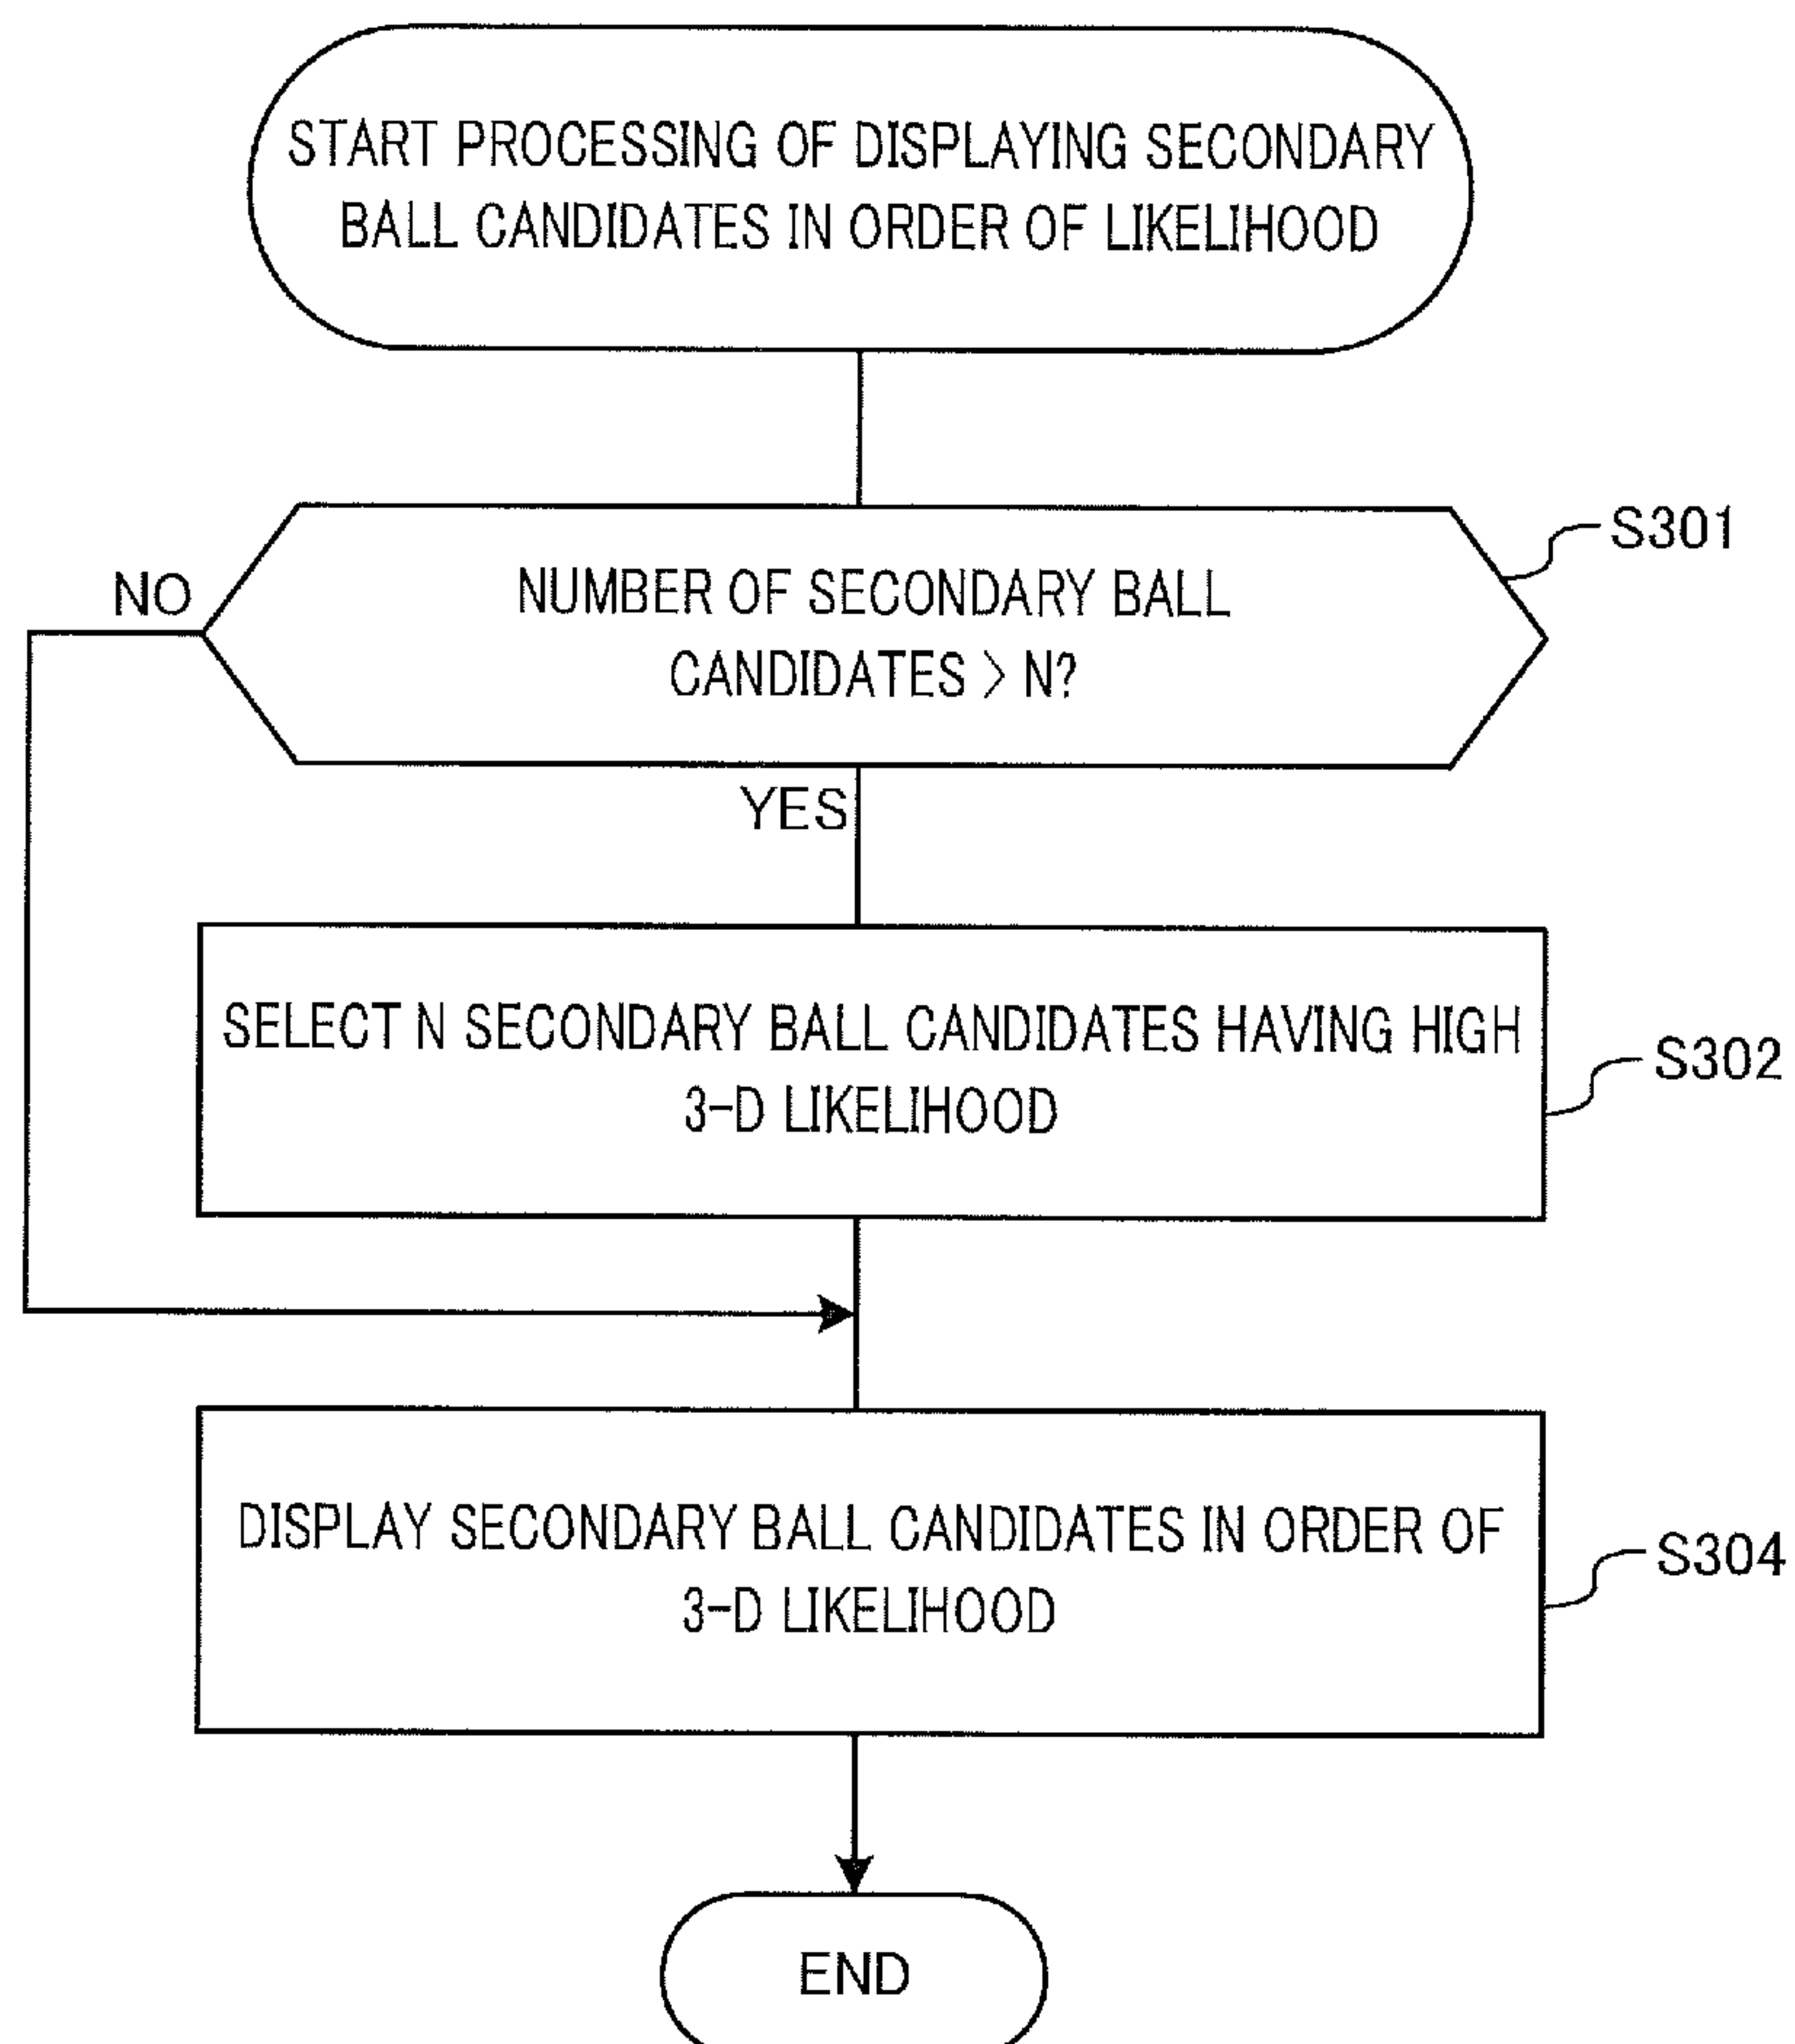 START PROCESSING OF DISPLAYING SECONDARY
BALL CANDIDATES IN ORDER OF LIKELIHOOD
S301
NO
NUMBER OF SECONDARY BALL
CANDIDATES > N?
YES
SELECT N SECONDARY BALL CANDIDATES HAVING HIGH
3-D LIKELIHOOD
S302
DISPLAY SECONDARY BALL CANDIDATES IN ORDER OF
3-D LIKELIHOOD
S304
END